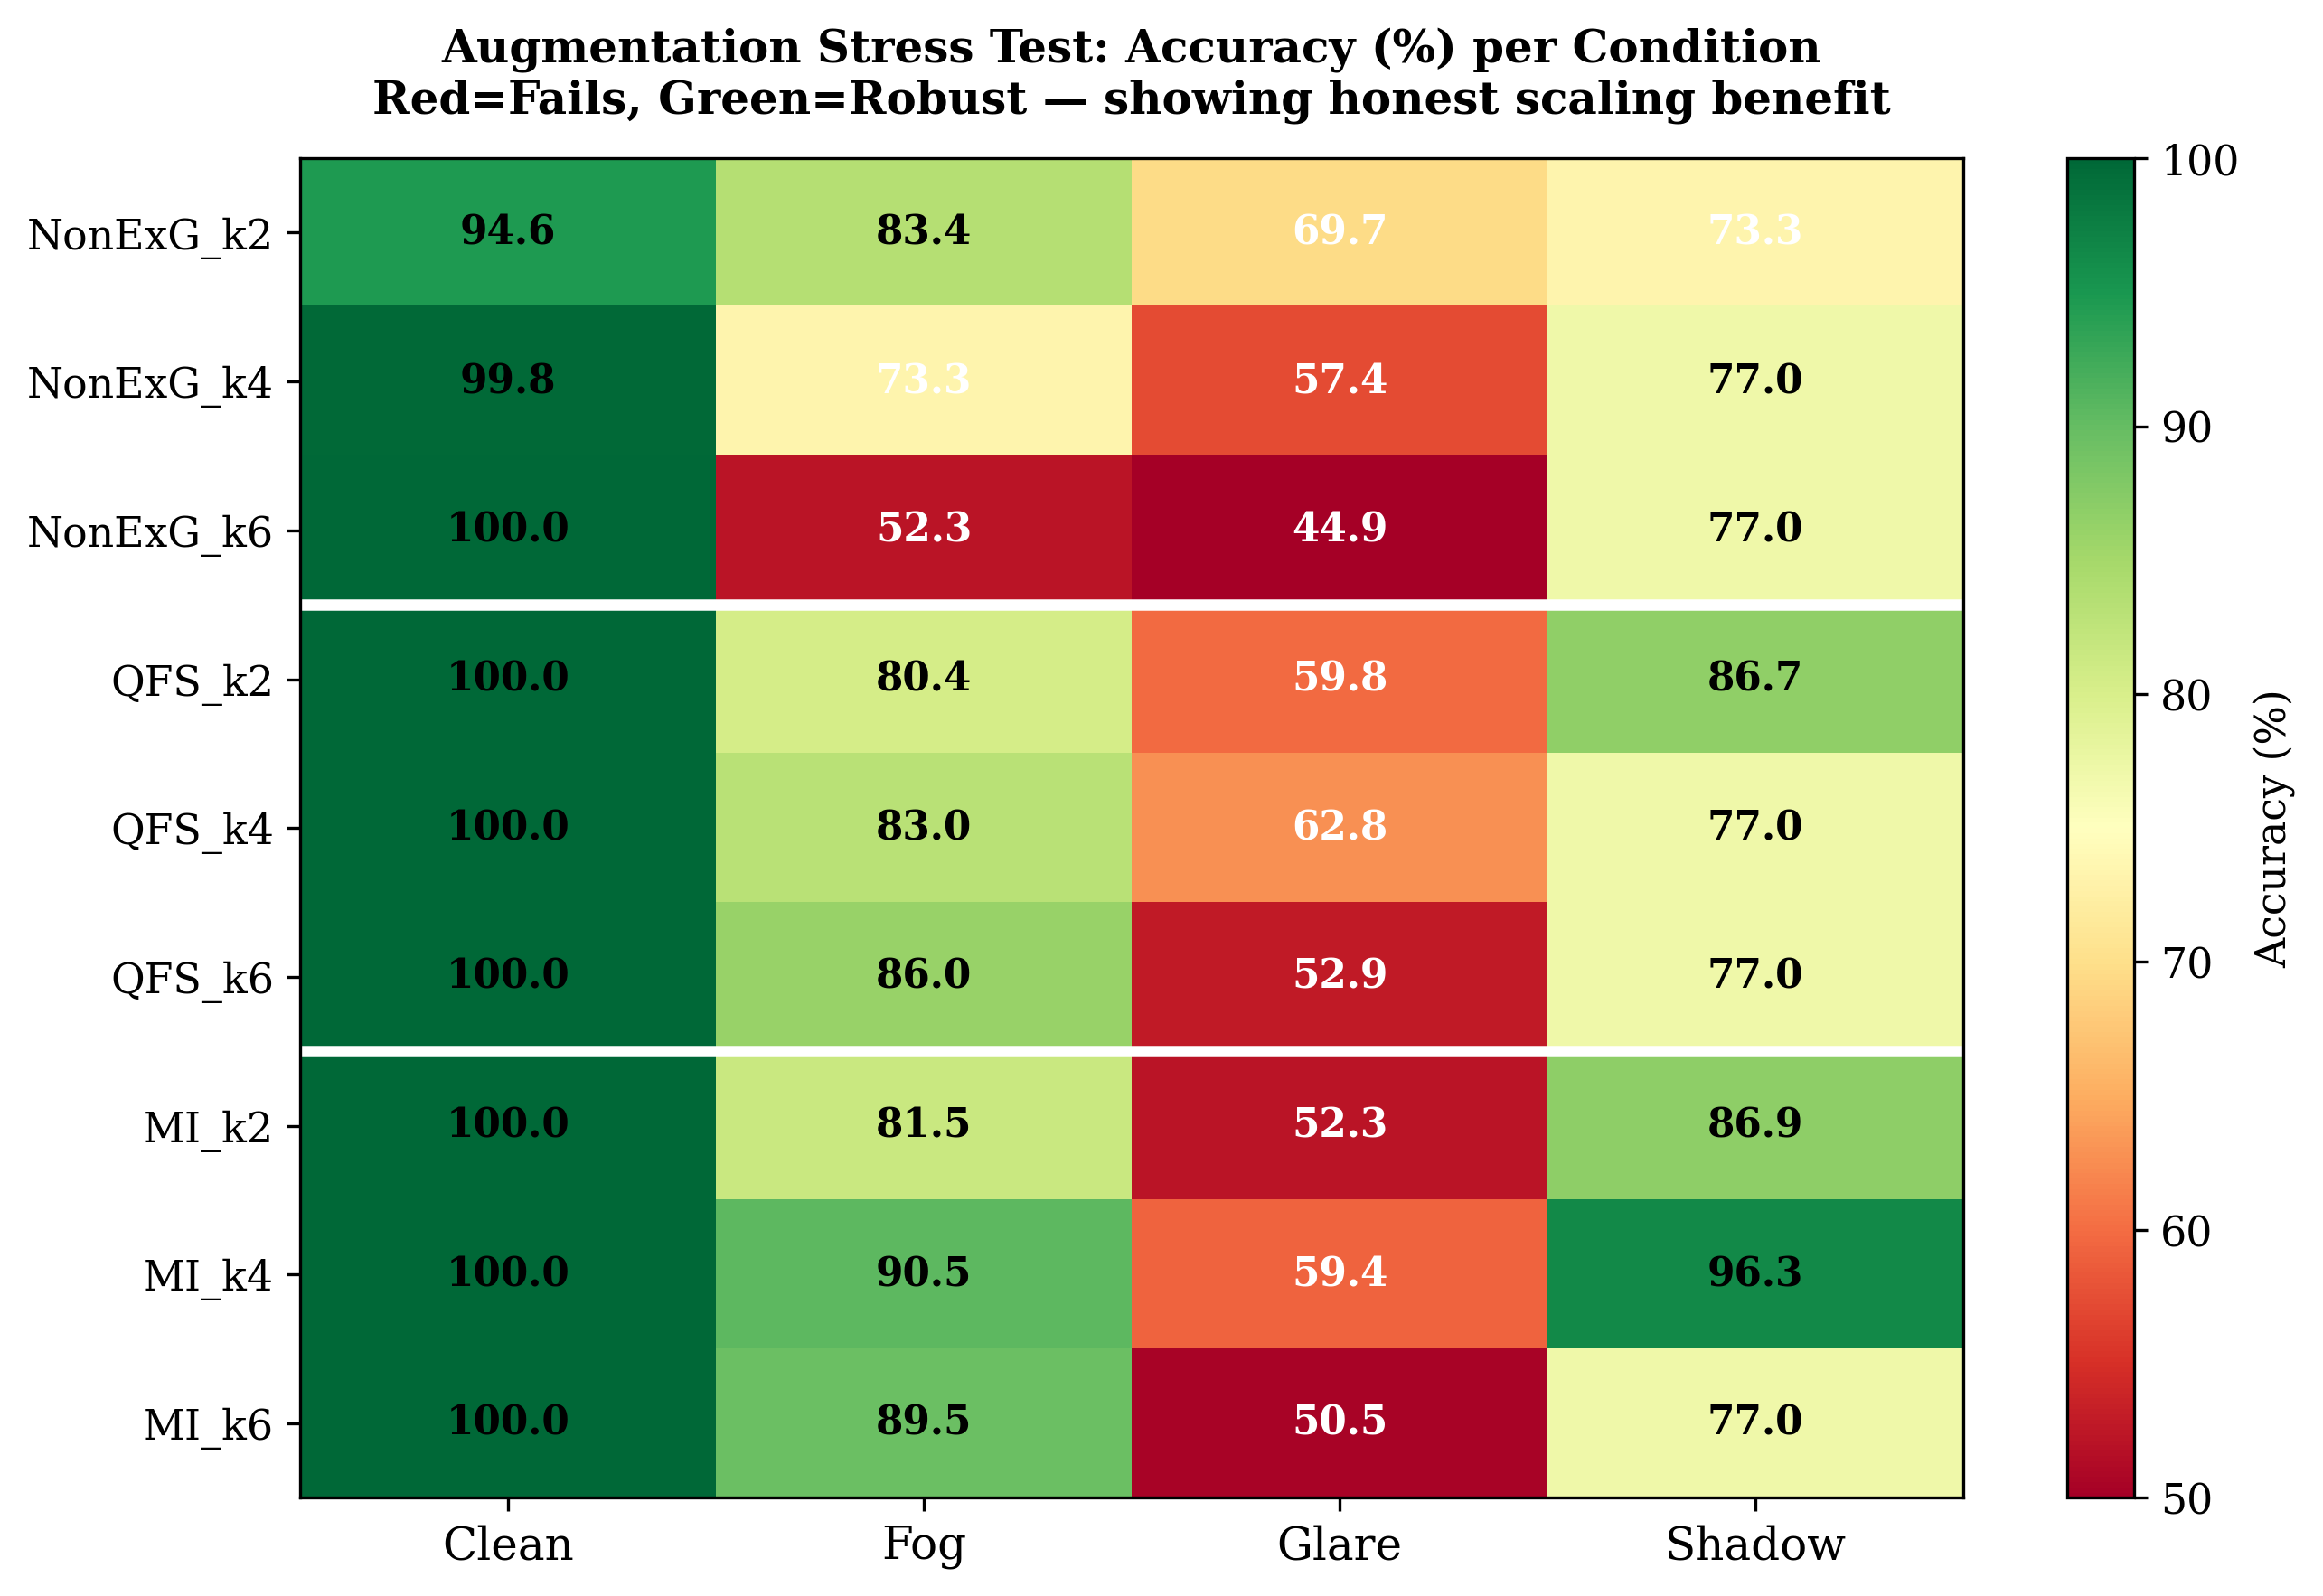 Augmentation Stress Test: Accuracy (%) per Condition
Red=Fails, Green=Robust — showing honest scaling benefit
NonExG_k2 94.6 83.4 69.7 73.3
NonExG_k4 99.8 73.3 57.4 77.0
NonExG_k6 100.0 52.3 44.9 77.0
QFS_k2 100.0 80.4 59.8 86.7
QFS_k4 100.0 83.0 62.8 77.0
QFS_k6 100.0 86.0 52.9 77.0
MI_k2 100.0 81.5 52.3 86.9
MI_k4 100.0 90.5 59.4 96.3
MI_k6 100.0 89.5 50.5 77.0
Clean Fog Glare Shadow
100
90
80
70
60
50
Accuracy (%)